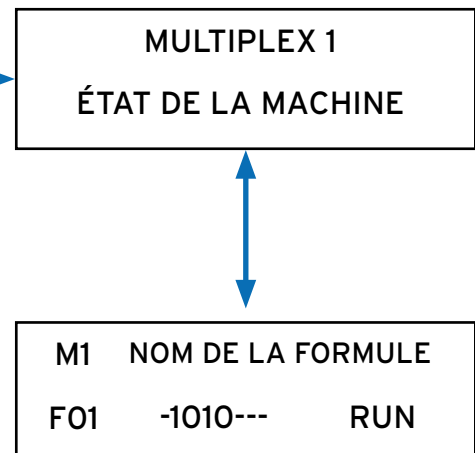 MULTIPLEX 1
ÉTAT DE LA MACHINE
M1 NOM DE LA FORMULE
F01 -1010--- RUN